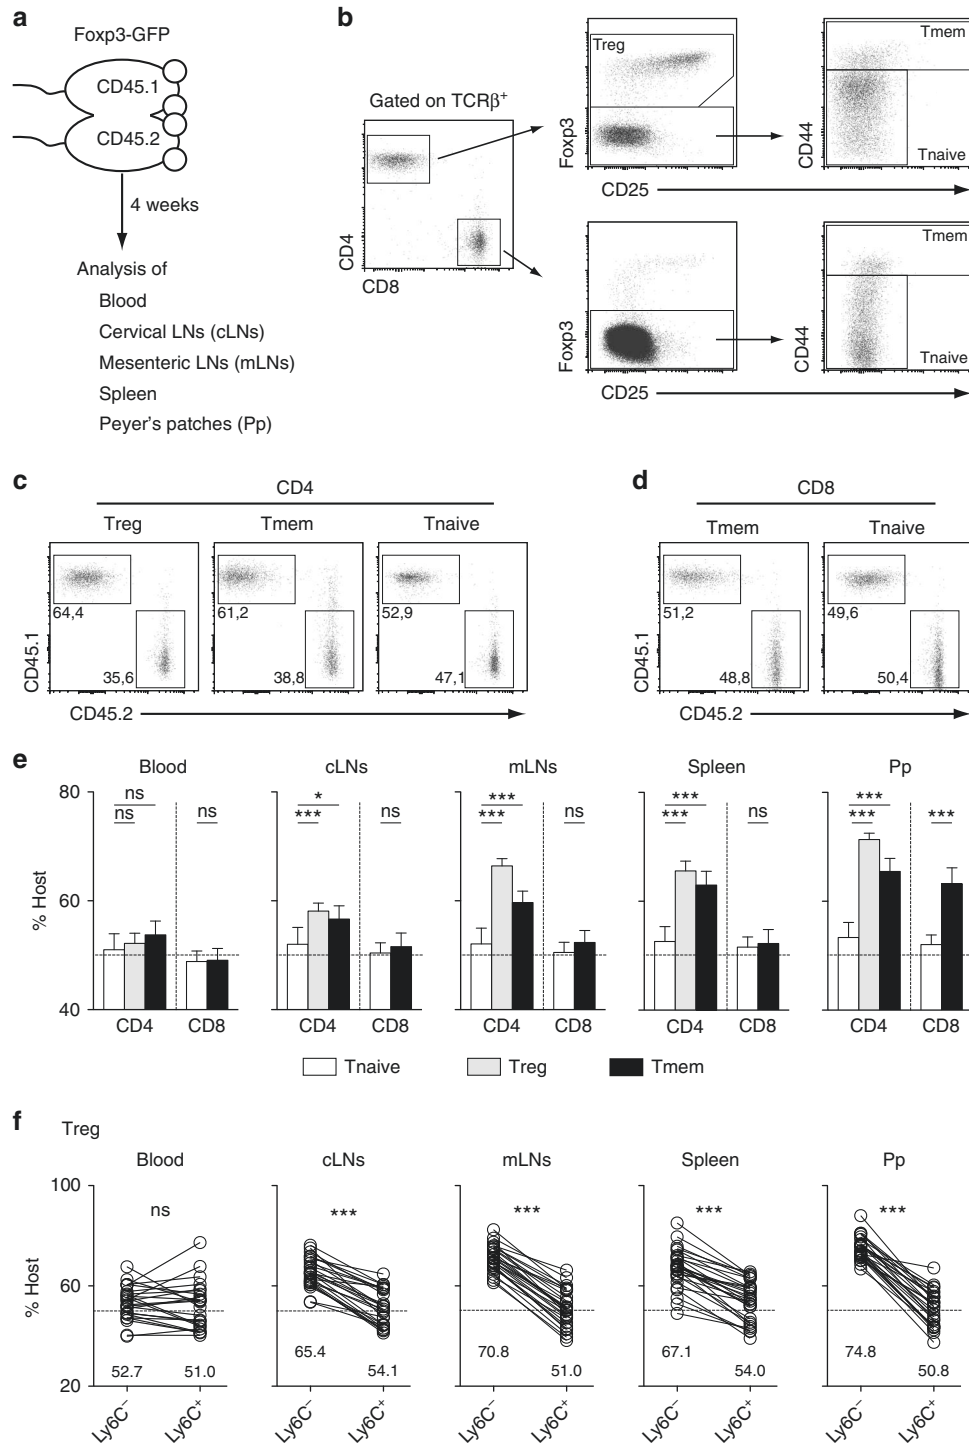 a
Foxp3-GFP
CD45.1
CD45.2
4 weeks
Analysis of
Blood
Cervical LNs (cLNs)
Mesenteric LNs (mLNs)
Spleen
Peyer's patches (Pp)
b
Gated on TCRβ+
CD4
CD8
Treg
Foxp3
CD25
Tmem
CD44
Tnaive
Foxp3
CD25
Tmem
CD44
Tnaive
c
CD4
Treg
Tmem
Tnaive
64,4
35,6
61,2
38,8
52,9
47,1
CD45.1
CD45.2
d
CD8
Tmem
Tnaive
51,2
48,8
49,6
50,4
CD45.1
CD45.2
e
Blood
cLNs
mLNs
Spleen
Pp
80
60
40
% Host
ns
ns
ns
*
***
ns
***
***
ns
***
***
ns
***
***
***
CD4 CD8
CD4 CD8
CD4 CD8
CD4 CD8
CD4 CD8
Tnaive
Treg
Tmem
f
Treg
Blood
cLNs
mLNs
Spleen
Pp
100
60
20
% Host
ns
***
***
***
***
52.7 51.0
65.4 54.1
70.8 51.0
67.1 54.0
74.8 50.8
Ly6C− Ly6C+
Ly6C− Ly6C+
Ly6C− Ly6C+
Ly6C− Ly6C+
Ly6C− Ly6C+